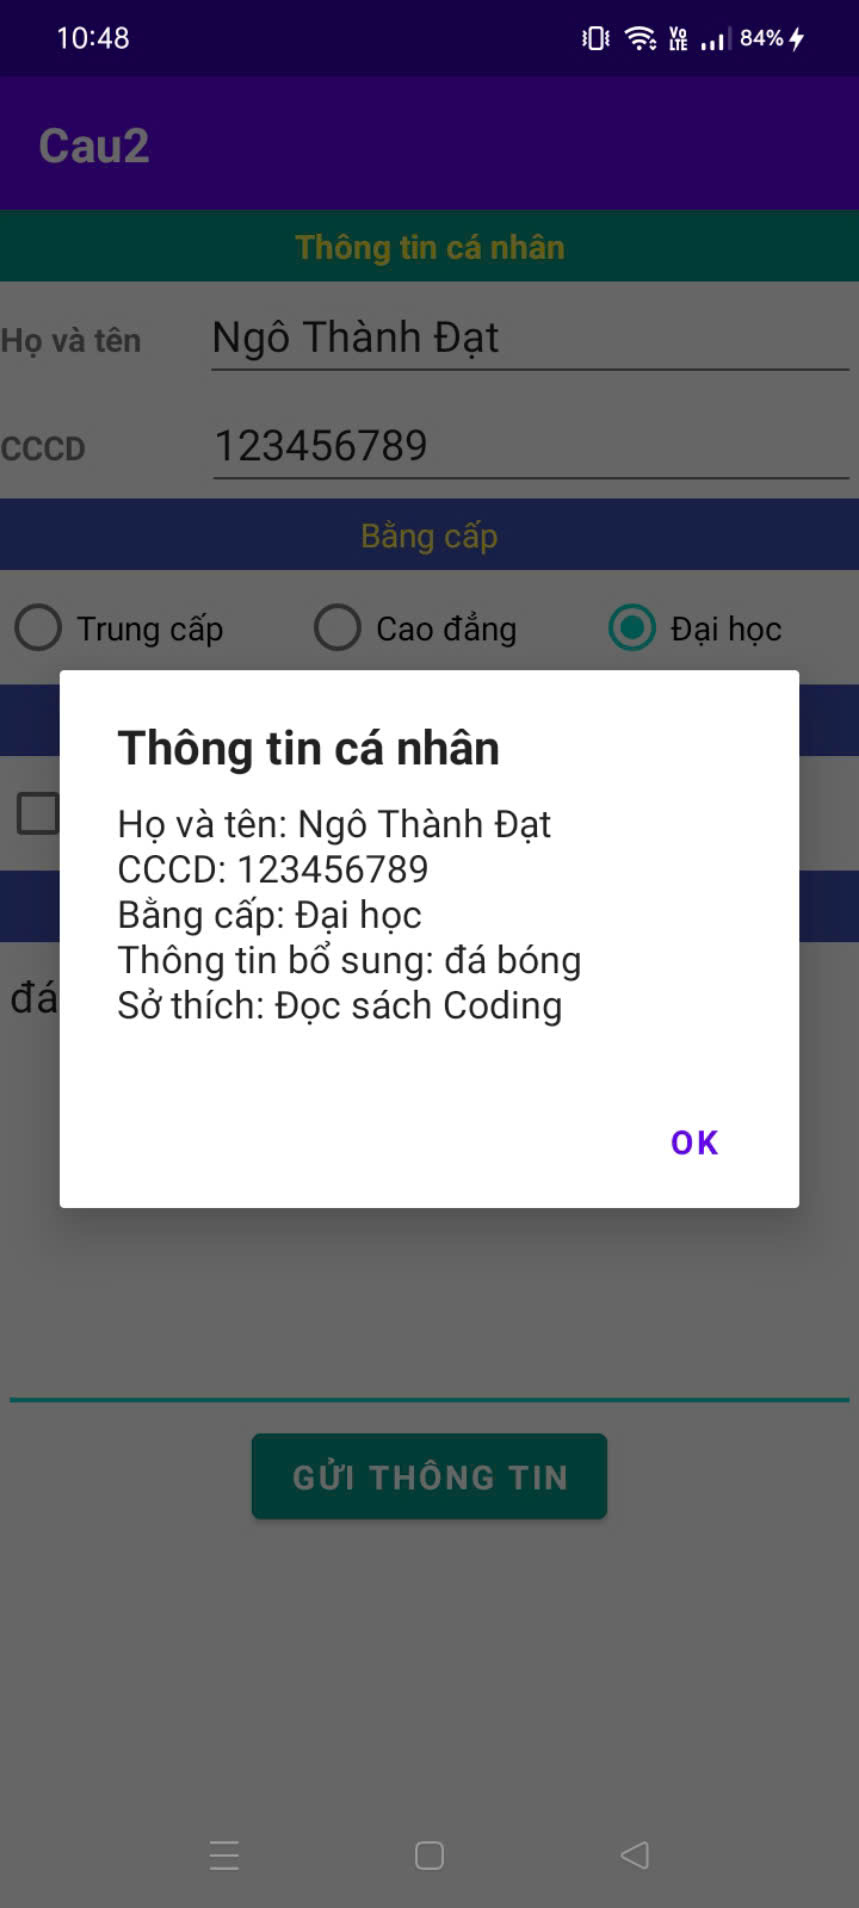 10:48
Vo LTE 84%
Cau2
Thông tin cá nhân
Họ và tên Ngô Thành Đạt
CCCD 123456789
Bằng cấp
Trung cấp Cao đẳng Đại học
Thông tin cá nhân
Họ và tên: Ngô Thành Đạt
CCCD: 123456789
Bằng cấp: Đại học
Thông tin bổ sung: đá bóng
Sở thích: Đọc sách Coding
đá
OK
GỬI THÔNG TIN